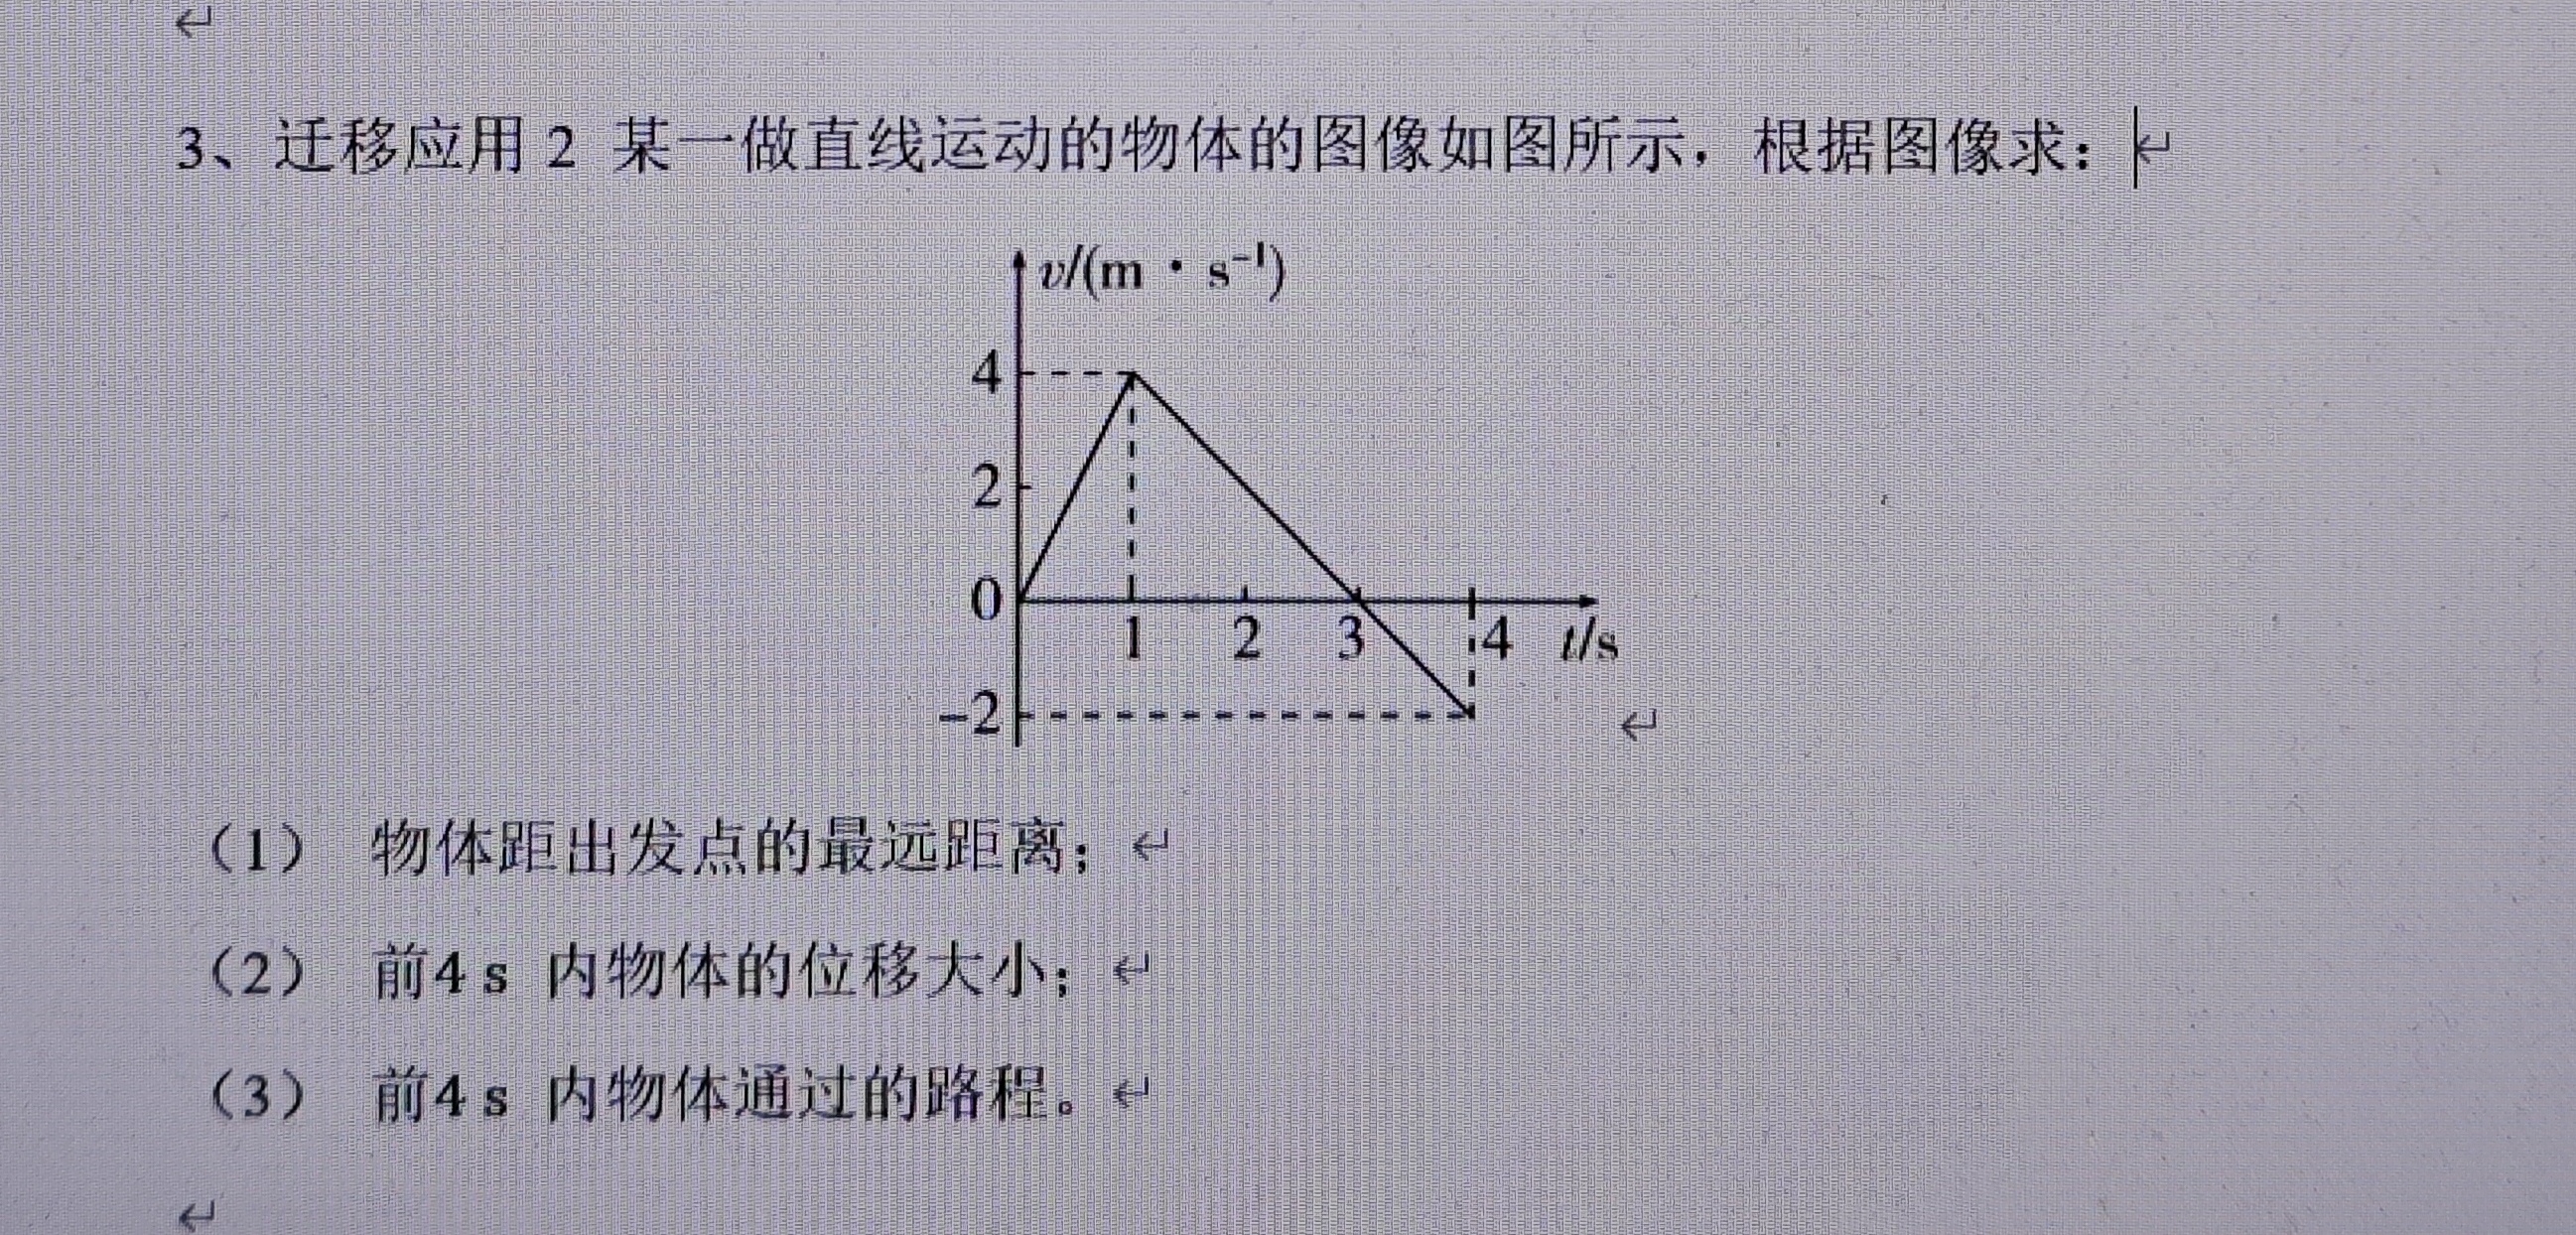 3、迁移应用 2 某一做直线运动的物体的图像如图所示，根据图像求：
v/(m·s⁻¹)
4
2
0
1 2 3 4 t/s
-2
（1） 物体距出发点的最远距离；
（2） 前4 s 内物体的位移大小；
（3） 前4 s 内物体通过的路程。